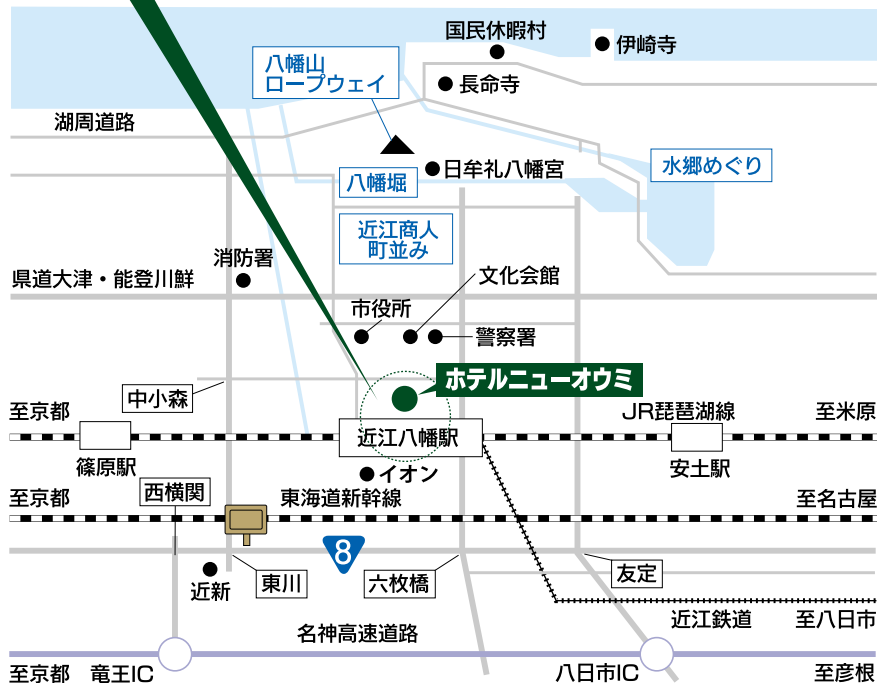 国民休暇村
伊崎寺
八幡山
ロープウェイ
長命寺
湖周道路
日牟礼八幡宮
水郷めぐり
八幡堀
近江商人
町並み
消防署
県道大津・能登川鮮
文化会館
市役所
警察署
ホテルニューオウミ
中小森
至京都
JR琵琶湖線
至米原
近江八幡駅
篠原駅
安土駅
イオン
西横関
至京都
東海道新幹線
至名古屋
8
近新
東川
六枚橋
友定
近江鉄道
至八日市
名神高速道路
至京都
竜王IC
八日市IC
至彦根